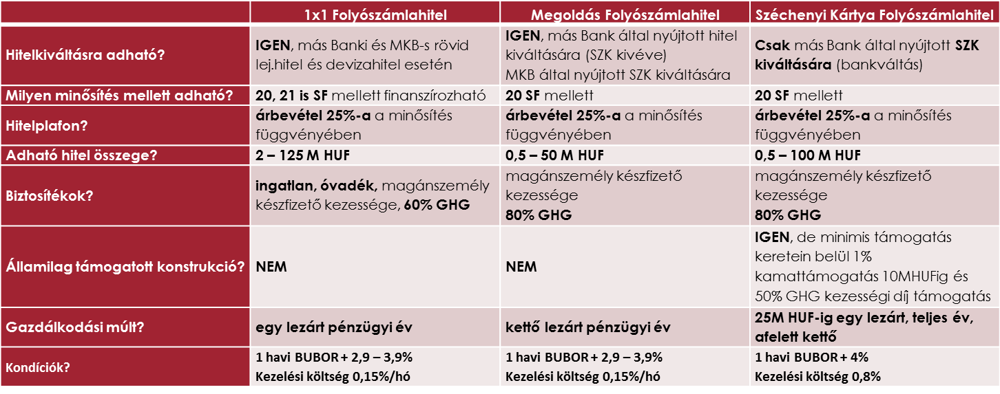 1x1 Folyószámlahitel
Megoldás Folyószámlahitel
Széchenyi Kártya Folyószámlahitel
Hitelkiváltásra adható?
IGEN, más Banki és MKB-s rövid
lej.hitel és devizahitel esetén
IGEN, más Bank által nyújtott hitel
kiváltására (SZK kivéve)
MKB által nyújtott SZK kiváltására
Csak más Bank által nyújtott SZK
kiváltására (bankváltás)
Milyen minősítés mellett adható?
20, 21 is SF mellett finanszírozható
20 SF mellett
20 SF mellett
Hitelplafon?
árbevétel 25%-a a minősítés
függvényében
árbevétel 25%-a a minősítés
függvényében
árbevétel 25%-a a minősítés
függvényében
Adható hitel összege?
2 – 125 M HUF
0,5 – 50 M HUF
0,5 – 100 M HUF
Biztosítékok?
ingatlan, óvadék, magánszemély
készfizető kezessége, 60% GHG
magánszemély készfizető
kezessége
80% GHG
magánszemély készfizető
kezessége
80% GHG
Államilag támogatott konstrukció?
NEM
NEM
IGEN, de minimis támogatás
keretein belül 1%
kamattámogatás 10MHUFig és
50% GHG kezességi díj támogatás
Gazdálkodási múlt?
egy lezárt pénzügyi év
kettő lezárt pénzügyi év
25M HUF-ig egy lezárt, teljes év,
afelett kettő
Kondíciók?
1 havi BUBOR + 2,9 – 3,9%
Kezelési költség 0,15%/hó
1 havi BUBOR + 2,9 – 3,9%
Kezelési költség 0,15%/hó
1 havi BUBOR + 4%
Kezelési költség 0,8%